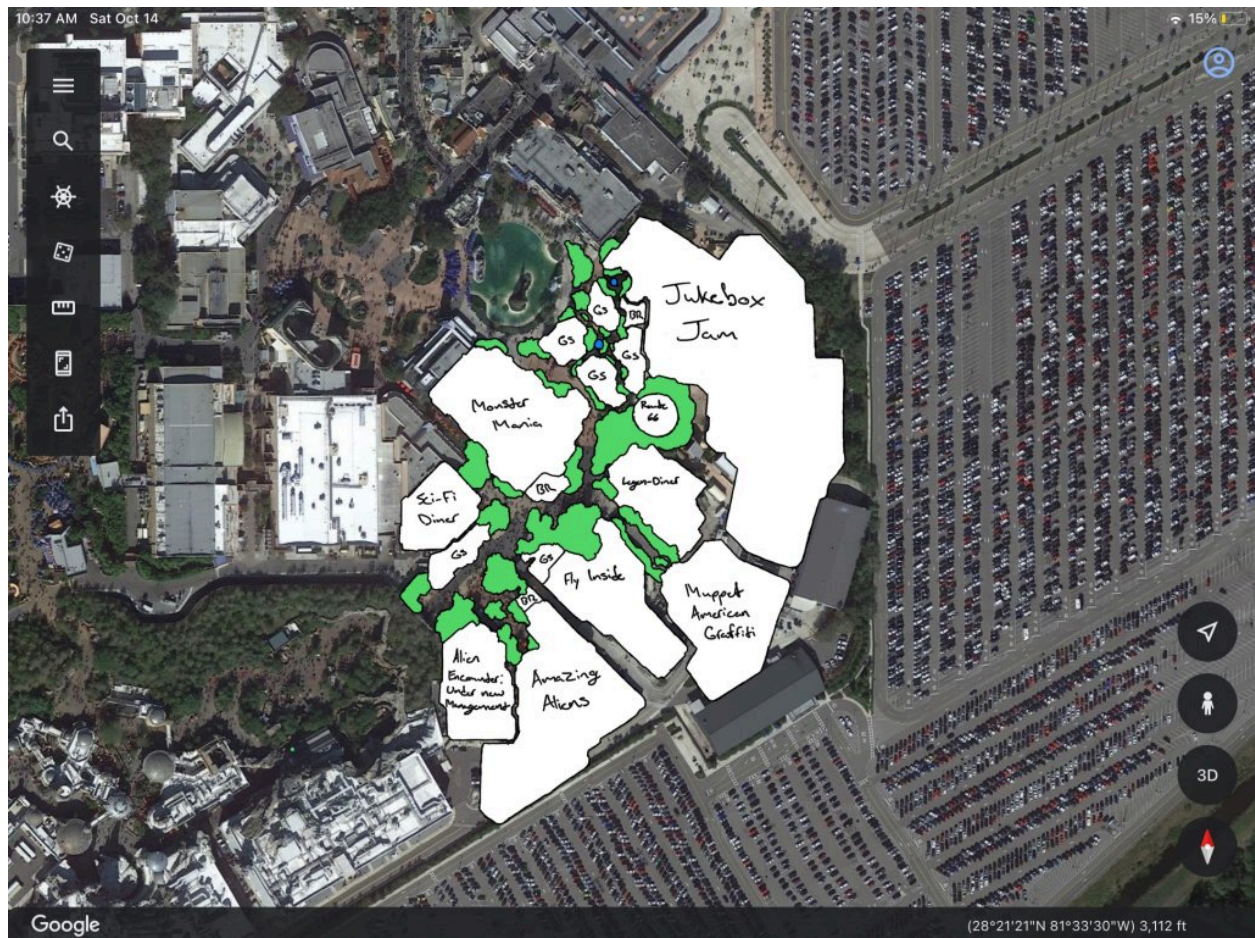 10:37 AM Sat Oct 14
15%
Jukebox
Jam
GS
BR
GS
GS
GS
Route
66
Monster
Mania
BR
Legen-Diner
Sci-Fi
Diner
GS
GS
Fly Inside
BR
Muppet
American
Graffiti
Alien
Encounter:
Under new
Management
Amazing
Aliens
3D
Google
(28°21'21"N 81°33'30"W) 3,112 ft